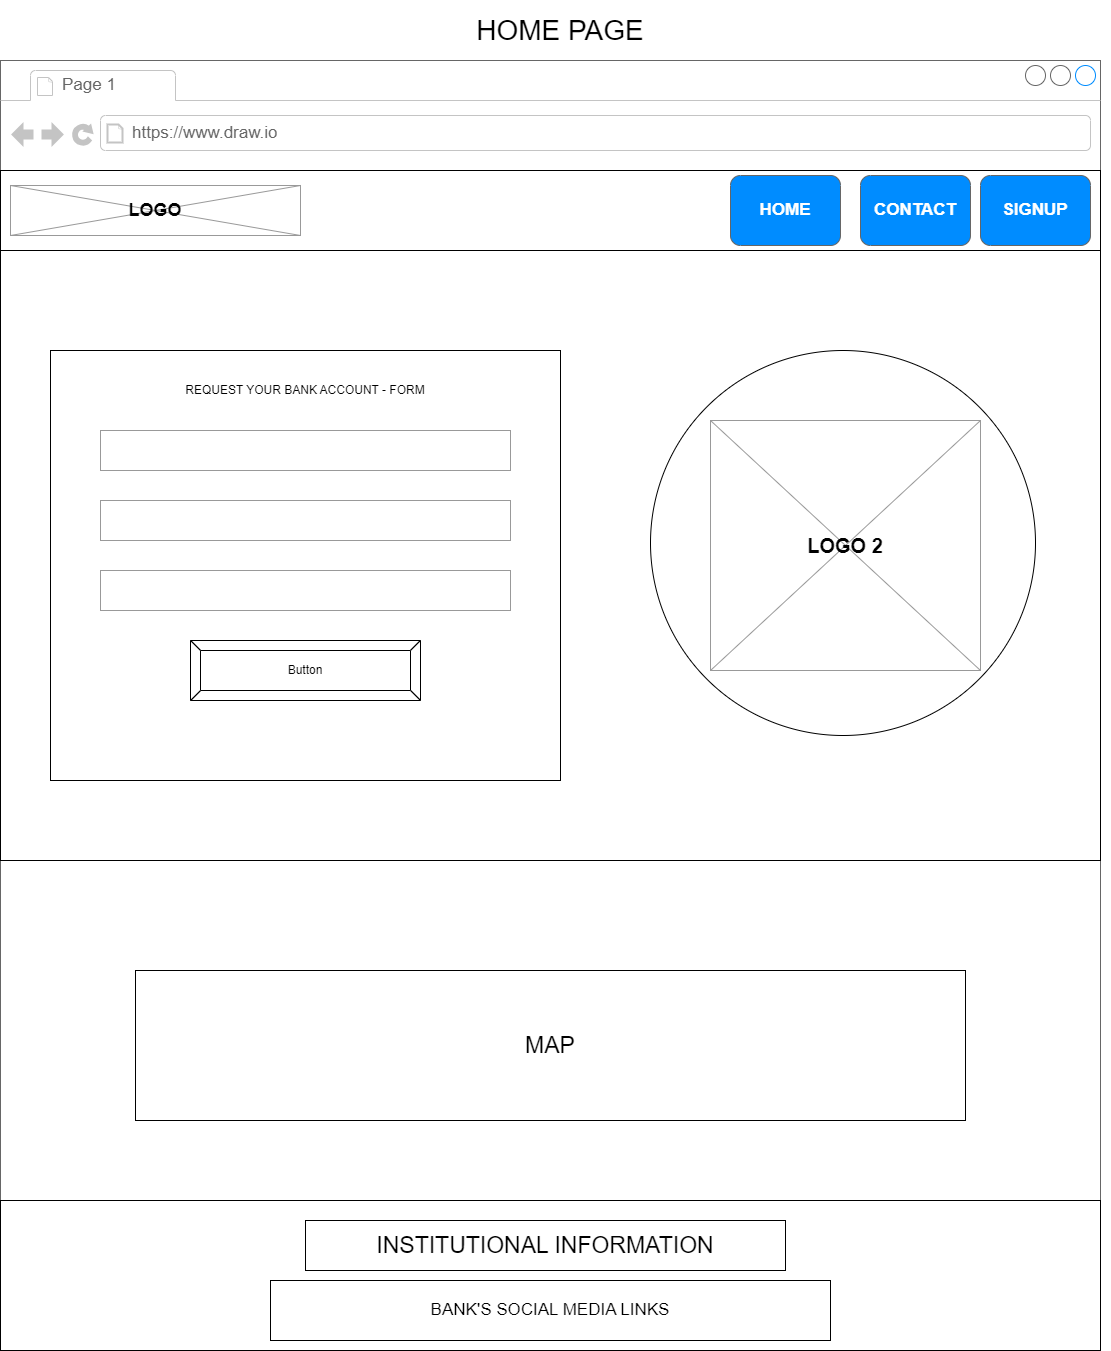 HOME PAGE
Page 1
https://www.draw.io
LOGO
HOME
CONTACT
SIGNUP
REQUEST YOUR BANK ACCOUNT - FORM
LOGO 2
Button
MAP
INSTITUTIONAL INFORMATION
BANK'S SOCIAL MEDIA LINKS